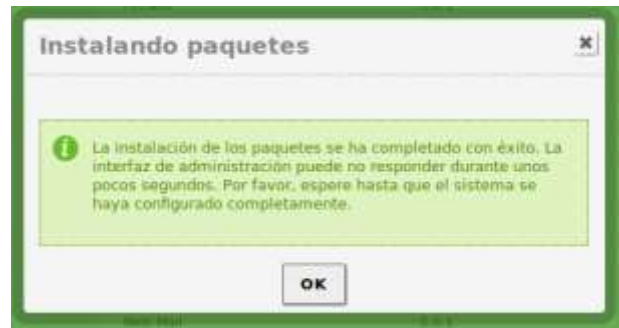 Instalando paquetes
La instalación de los paquetes se ha completado con éxito. La
interfaz de administración puede no responder durante unos
pocos segundos. Por favor, espere hasta que el sistema se
haya configurado completamente.
OK